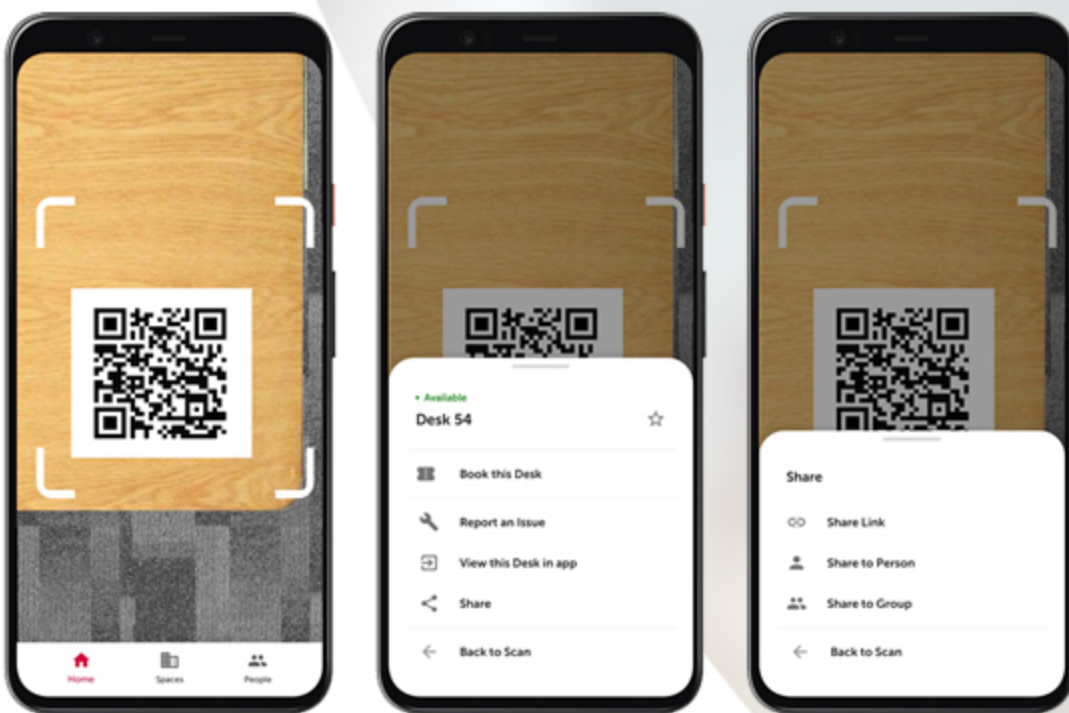 Home
Spaces
People
Available
Desk 54
Book this Desk
Report an Issue
View this Desk in app
Share
Back to Scan
Share
Share Link
Share to Person
Share to Group
Back to Scan